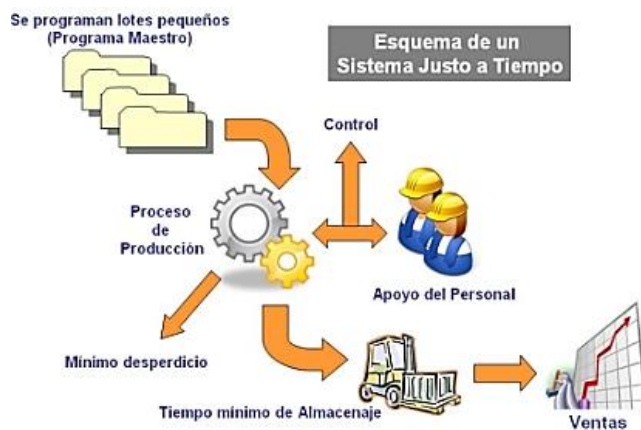 Se programan lotes pequeños
(Programa Maestro)
Esquema de un
Sistema Justo a Tiempo
Control
Proceso
de
Producción
Apoyo del Personal
Mínimo desperdicio
Tiempo mínimo de Almacenaje
Ventas